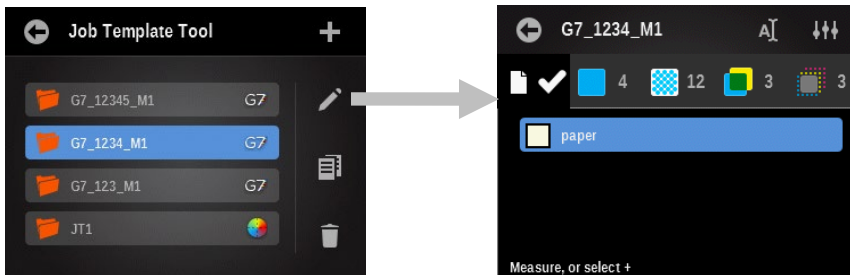 Job Template Tool
G7_12345_M1 G7
G7_1234_M1 G7
G7_123_M1 G7
JT1
G7_1234_M1 A
4 12 3 3
paper
Measure, or select +